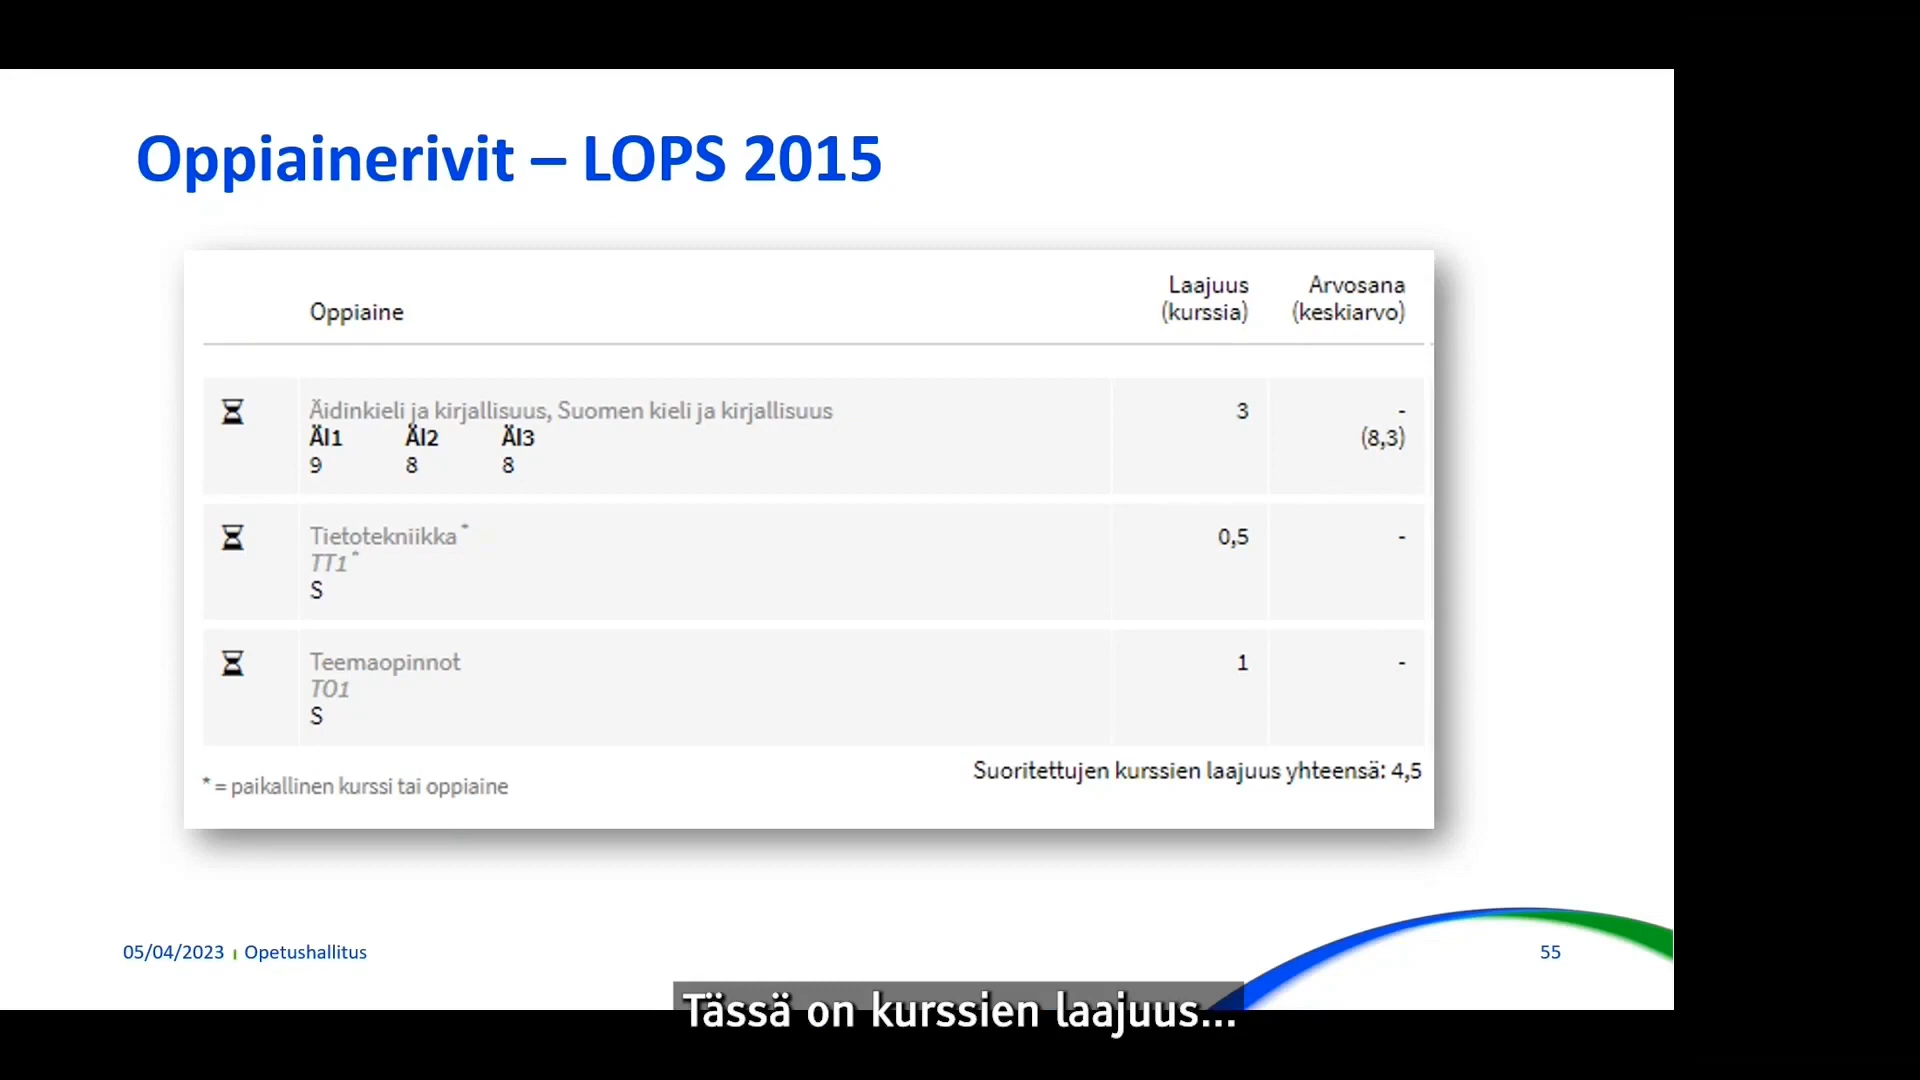 Oppiainerivit – LOPS 2015
Oppiaine
Laajuus (kurssia)
Arvosana (keskiarvo)
Äidinkieli ja kirjallisuus, Suomen kieli ja kirjallisuus 3 -
ÄI1 ÄI2 ÄI3 (8,3)
9 8 8
Tietotekniikka* 0,5 -
TT1*
S
Teemaopinnot 1 -
TO1
S
Suoritettujen kurssien laajuus yhteensä: 4,5
* = paikallinen kurssi tai oppiaine
05/04/2023 Opetushallitus 55
Tässä on kurssien laajuus...